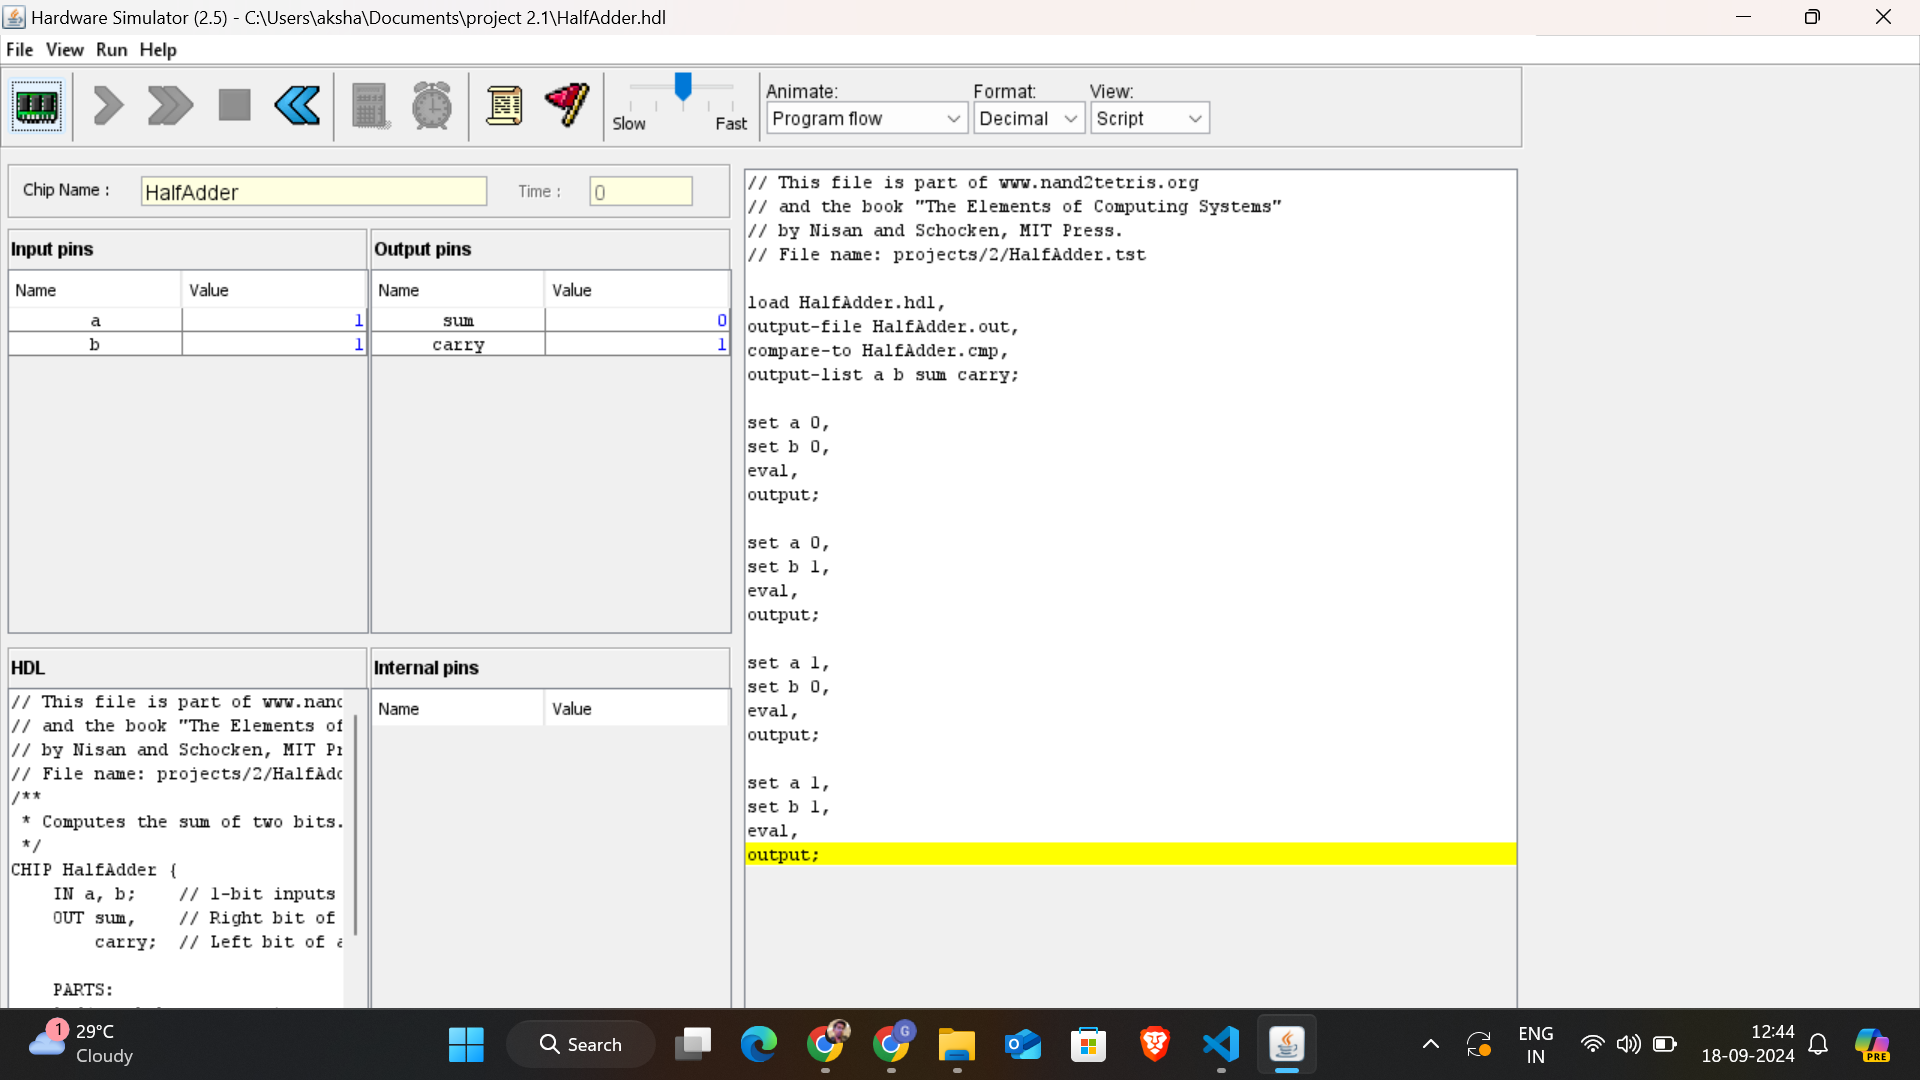 Hardware Simulator (2.5) - C:\Users\aksha\Documents\project 2.1\HalfAdder.hdl
File View Run Help
Slow Fast
Animate: Format: View:
Program flow Decimal Script
Chip Name : HalfAdder Time : 0
Input pins
Name Value
a 1
b 1
Output pins
Name Value
sum 0
carry 1
HDL
// This file is part of www.nanc
// and the book "The Elements of
// by Nisan and Schocken, MIT Pr
// File name: projects/2/HalfAdd
/**
* Computes the sum of two bits.
*/
CHIP HalfAdder {
IN a, b; // 1-bit inputs
OUT sum, // Right bit of
carry; // Left bit of a
PARTS:
Internal pins
Name Value
// This file is part of www.nand2tetris.org
// and the book "The Elements of Computing Systems"
// by Nisan and Schocken, MIT Press.
// File name: projects/2/HalfAdder.tst
load HalfAdder.hdl,
output-file HalfAdder.out,
compare-to HalfAdder.cmp,
output-list a b sum carry;
set a 0,
set b 0,
eval,
output;
set a 0,
set b 1,
eval,
output;
set a 1,
set b 0,
eval,
output;
set a 1,
set b 1,
eval,
output;
1
29°C
Cloudy
Search
G
ENG
IN
12:44
18-09-2024
PRE